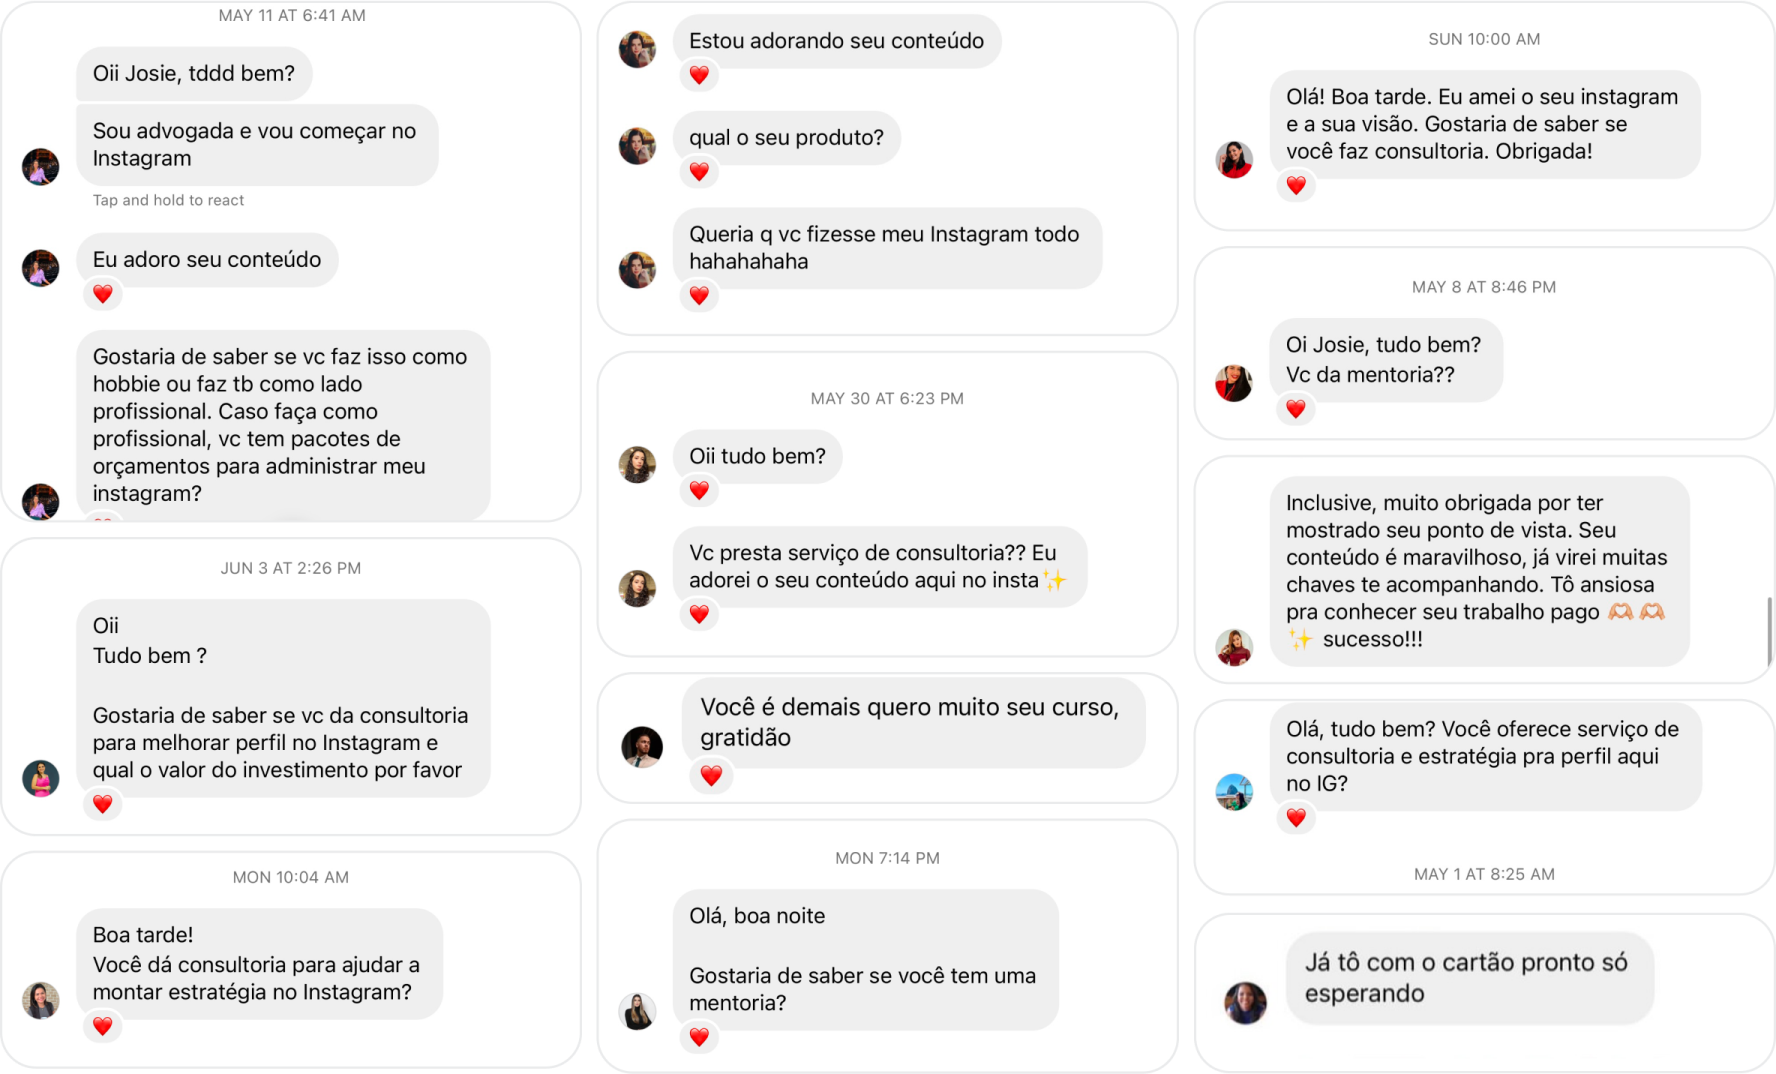 MAY 11 AT 6:41 AM
Oii Josie, tddd bem?
Sou advogada e vou começar no
Instagram
Tap and hold to react
Eu adoro seu conteúdo
Gostaria de saber se vc faz isso como
hobbie ou faz tb como lado
profissional. Caso faça como
profissional, vc tem pacotes de
orçamentos para administrar meu
instagram?
JUN 3 AT 2:26 PM
Oii
Tudo bem ?
Gostaria de saber se vc da consultoria
para melhorar perfil no Instagram e
qual o valor do investimento por favor
MON 10:04 AM
Boa tarde!
Você dá consultoria para ajudar a
montar estratégia no Instagram?
Estou adorando seu conteúdo
qual o seu produto?
Queria q vc fizesse meu Instagram todo
hahahahaha
MAY 30 AT 6:23 PM
Oii tudo bem?
Vc presta serviço de consultoria?? Eu
adorei o seu conteúdo aqui no insta✨
Você é demais quero muito seu curso,
gratidão
MON 7:14 PM
Olá, boa noite
Gostaria de saber se você tem uma
mentoria?
SUN 10:00 AM
Olá! Boa tarde. Eu amei o seu instagram
e a sua visão. Gostaria de saber se
você faz consultoria. Obrigada!
MAY 8 AT 8:46 PM
Oi Josie, tudo bem?
Vc da mentoria??
Inclusive, muito obrigada por ter
mostrado seu ponto de vista. Seu
conteúdo é maravilhoso, já virei muitas
chaves te acompanhando. Tô ansiosa
pra conhecer seu trabalho pago 🫶🏼🫶🏼
✨ sucesso!!!
Olá, tudo bem? Você oferece serviço de
consultoria e estratégia pra perfil aqui
no IG?
MAY 1 AT 8:25 AM
Já tô com o cartão pronto só
esperando